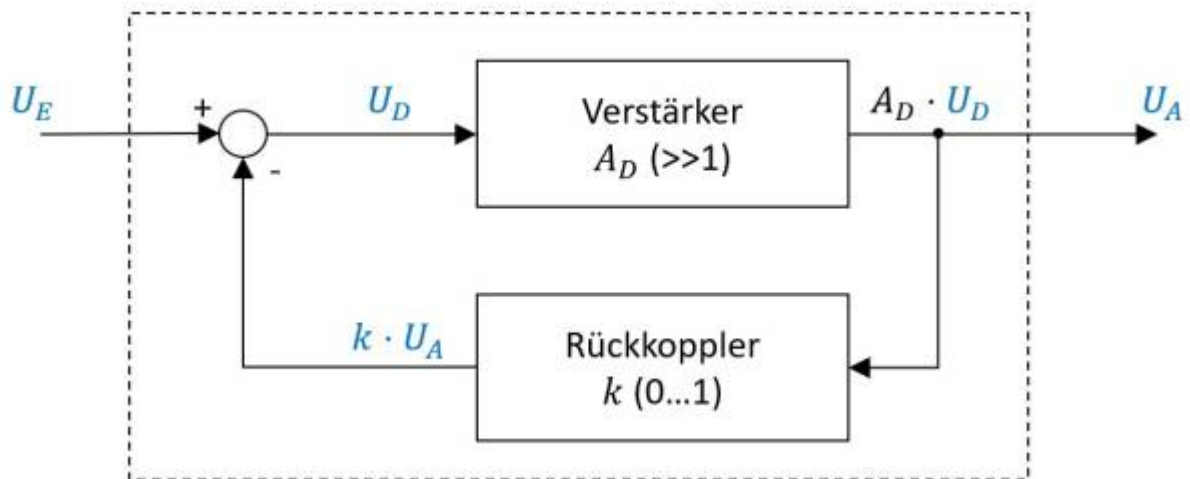 U_E
+
-
U_D
Verstärker
A_D (>>1)
A_D · U_D
U_A
k · U_A
Rückkoppler
k (0...1)